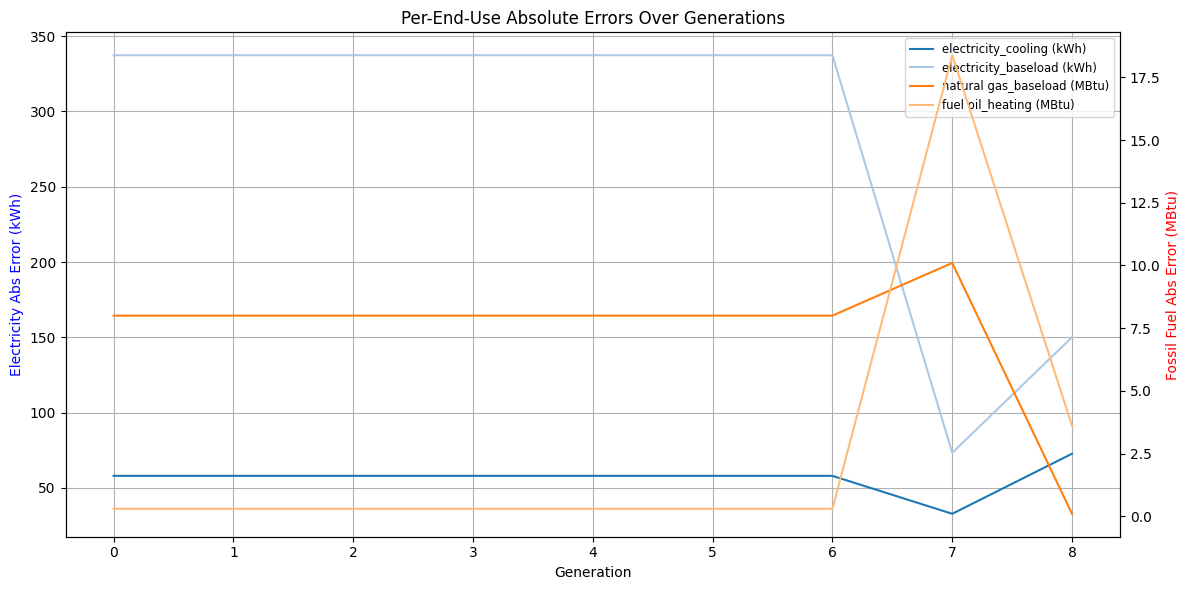 Per-End-Use Absolute Errors Over Generations
350
300
250
200
150
100
50
Electricity Abs Error (kWh)
electricity_cooling (kWh)
electricity_baseload (kWh)
natural gas_baseload (MBtu)
fuel oil_heating (MBtu)
17.5
15.0
12.5
10.0
7.5
5.0
2.5
0.0
Fossil Fuel Abs Error (MBtu)
0 1 2 3 4 5 6 7 8
Generation